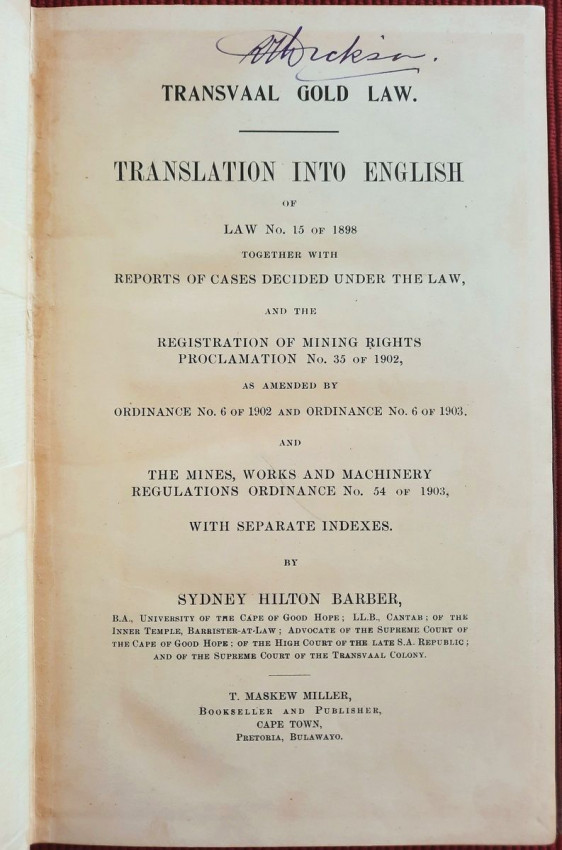 TRANSVAAL GOLD LAW.
TRANSLATION INTO ENGLISH
OF
LAW No. 15 OF 1898
TOGETHER WITH
REPORTS OF CASES DECIDED UNDER THE LAW,
AND THE
REGISTRATION OF MINING RIGHTS
PROCLAMATION No. 35 OF 1902,
AS AMENDED BY
ORDINANCE No. 6 OF 1902 AND ORDINANCE No. 6 OF 1903.
AND
THE MINES, WORKS AND MACHINERY
REGULATIONS ORDINANCE No. 54 OF 1903,
WITH SEPARATE INDEXES.
BY
SYDNEY HILTON BARBER,
B.A., UNIVERSITY OF THE CAPE OF GOOD HOPE; LL.B., CANTAB; OF THE
INNER TEMPLE, BARRISTER-AT-LAW; ADVOCATE OF THE SUPREME COURT OF
THE CAPE OF GOOD HOPE; OF THE HIGH COURT OF THE LATE S.A. REPUBLIC;
AND OF THE SUPREME COURT OF THE TRANSVAAL COLONY.
T. MASKEW MILLER,
BOOKSELLER AND PUBLISHER,
CAPE TOWN,
PRETORIA, BULAWAYO.